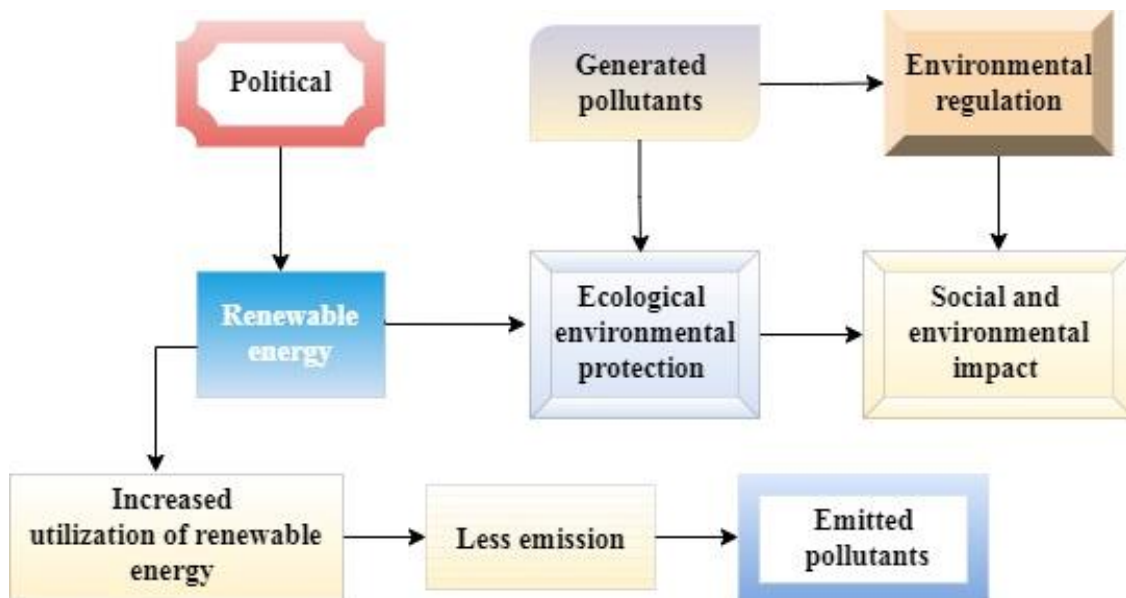 Political
Generated
pollutants
Environmental
regulation
Renewable
energy
Ecological
environmental
protection
Social and
environmental
impact
Increased
utilization of renewable
energy
Less emission
Emitted
pollutants